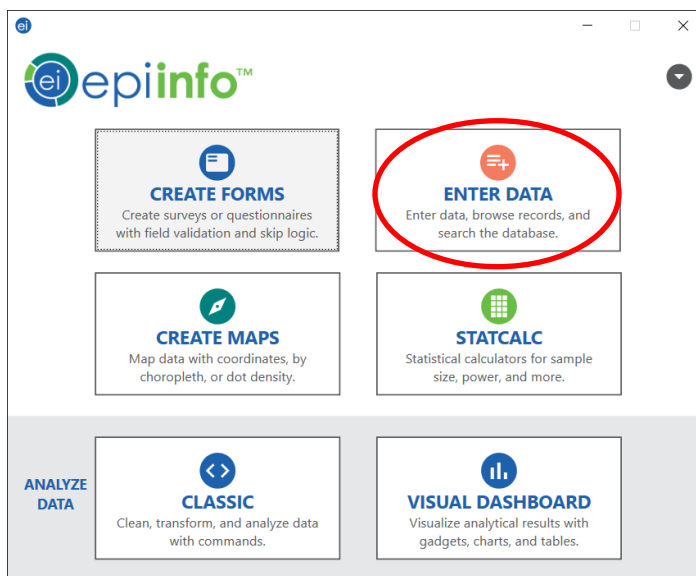 ei
ei epiinfo™
CREATE FORMS
Create surveys or questionnaires
with field validation and skip logic.
ENTER DATA
Enter data, browse records, and
search the database.
CREATE MAPS
Map data with coordinates, by
choropleth, or dot density.
STATCALC
Statistical calculators for sample
size, power, and more.
ANALYZE
DATA
CLASSIC
Clean, transform, and analyze data
with commands.
VISUAL DASHBOARD
Visualize analytical results with
gadgets, charts, and tables.